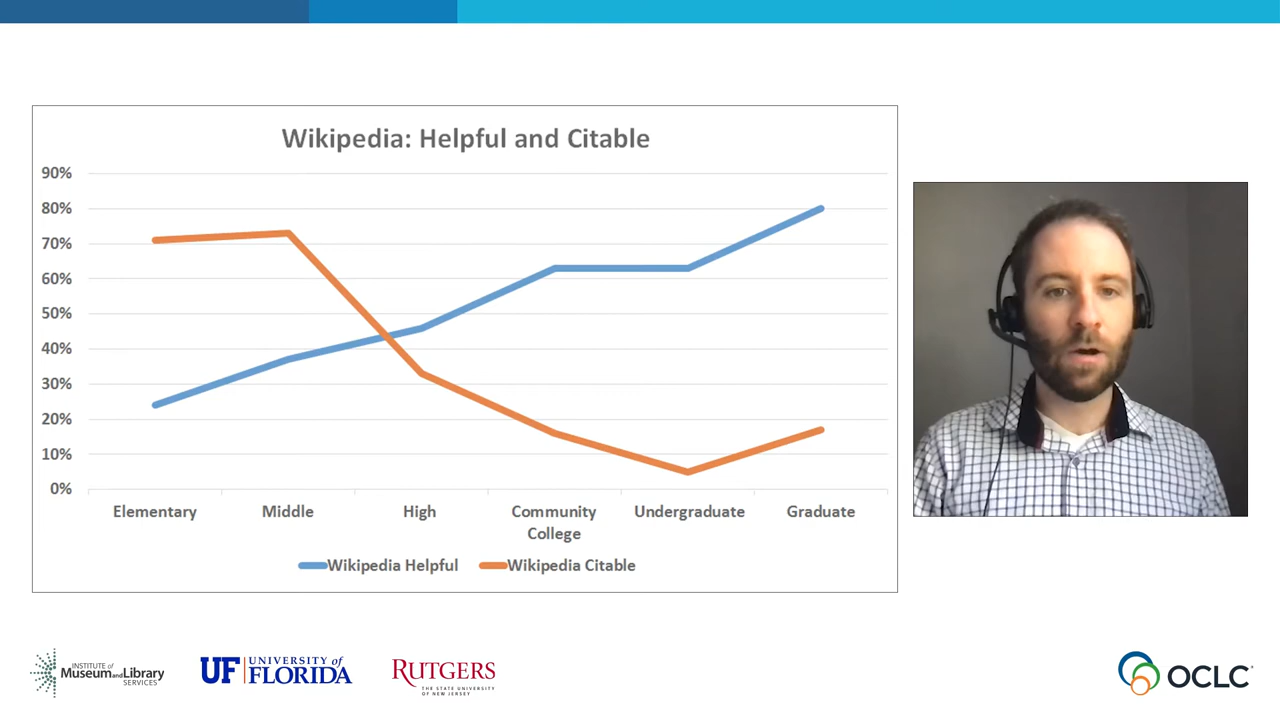 Wikipedia: Helpful and Citable
90%
80%
70%
60%
50%
40%
30%
20%
10%
0%
Elementary Middle High Community College Undergraduate Graduate
Wikipedia Helpful Wikipedia Citable
INSTITUTE of
Museum and Library
SERVICES
UF UNIVERSITY of
FLORIDA
RUTGERS
THE STATE UNIVERSITY
OF NEW JERSEY
OCLC